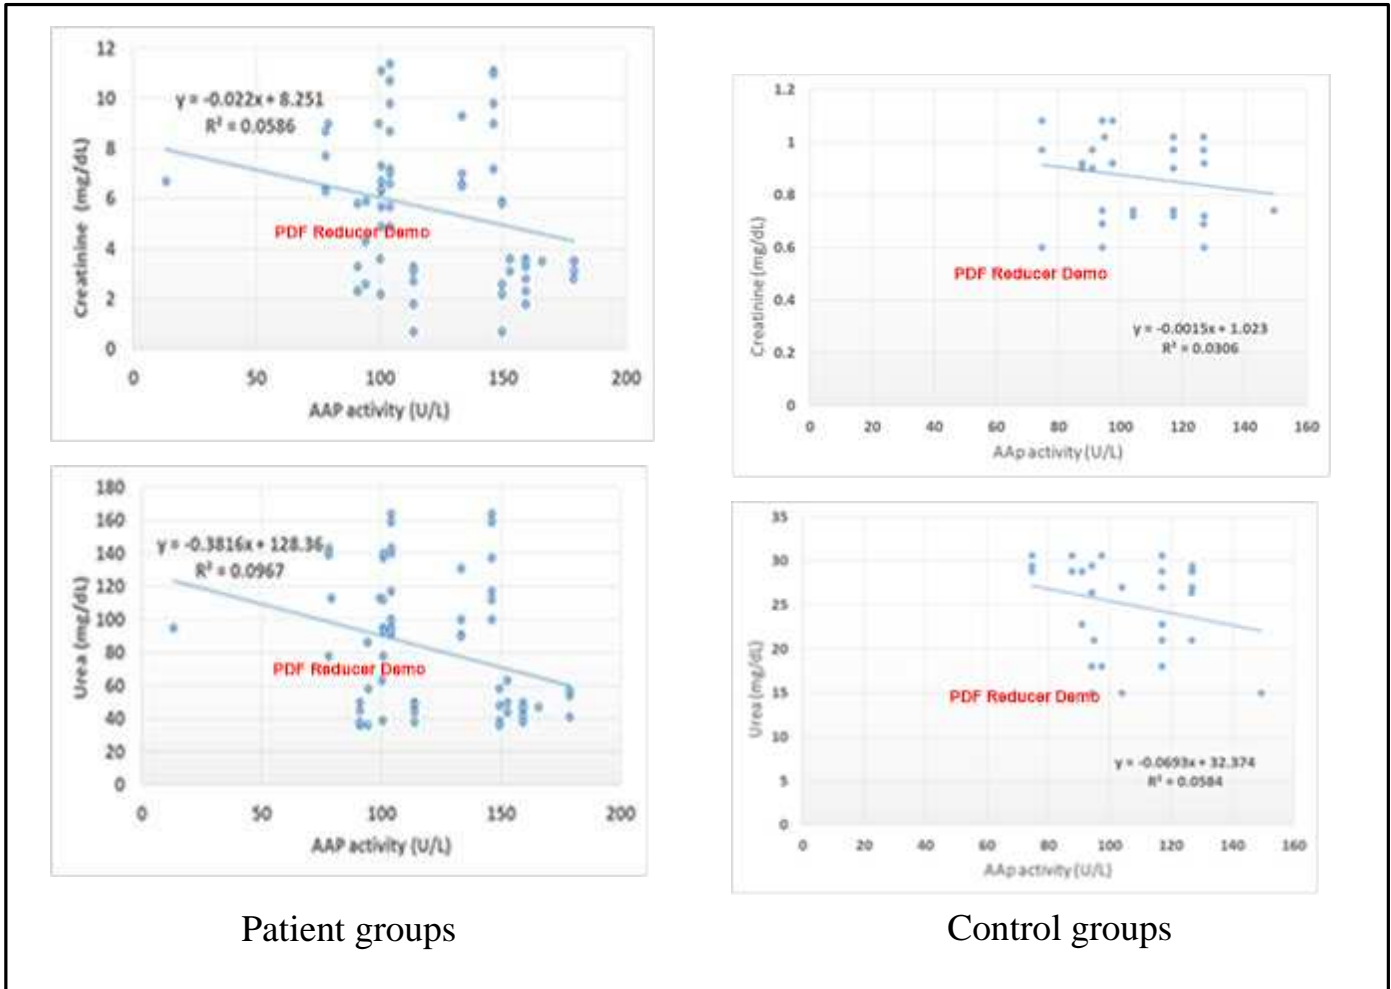 12
10
8
6
4
2
0
Creatinine (mg/dL)
y = -0.022x + 8.251
R² = 0.0586
PDF Reducer Demo
0 50 100 150 200
AAP activity (U/L)
1.2
1
0.8
0.6
0.4
0.2
0
Creatinine (mg/dL)
PDF Reducer Demo
y = -0.0015x + 1.023
R² = 0.0306
0 20 40 60 80 100 120 140 160
AAp activity (U/L)
180
160
140
120
100
80
60
40
20
0
Urea (mg/dL)
y = -0.3816x + 128.36
R² = 0.0967
PDF Reducer Demo
0 50 100 150 200
AAP activity (U/L)
35
30
25
20
15
10
5
0
Urea (mg/dL)
PDF Reducer Demo
y = -0.0693x + 32.374
R² = 0.0584
0 20 40 60 80 100 120 140 160
AAp activity (U/L)
Patient groups
Control groups